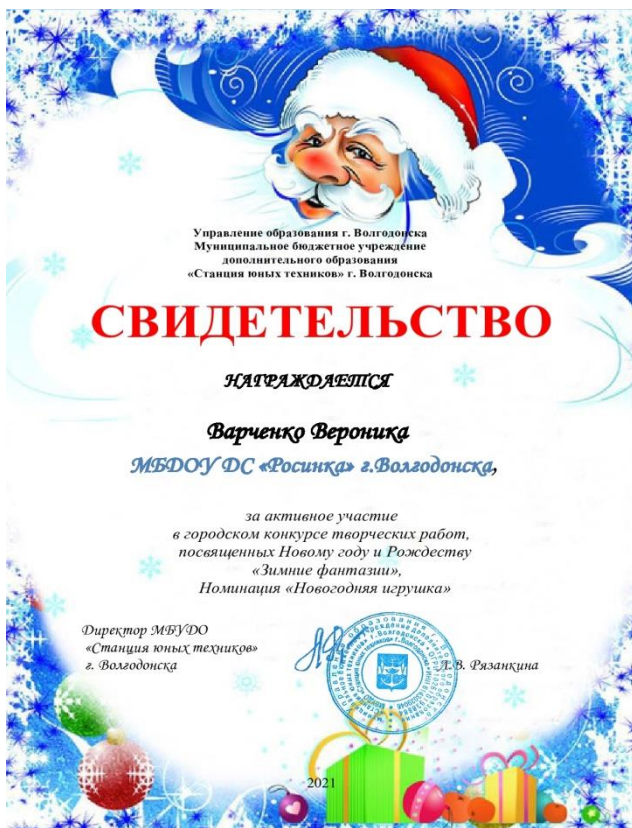 Управление образования г. Волгодонска
Муниципальное бюджетное учреждение
дополнительного образования
«Станция юных техников» г. Волгодонска
СВИДЕТЕЛЬСТВО
НАГРАЖДАЕТСЯ
Варченко Вероника
МБДОУ ДС «Росинка» г.Волгодонска,
за активное участие
в городском конкурсе творческих работ,
посвященных Новому году и Рождеству
«Зимние фантазии»,
Номинация «Новогодняя игрушка»
Директор МБУДО
«Станция юных техников»
г. Волгодонска
Рязанкина
2021